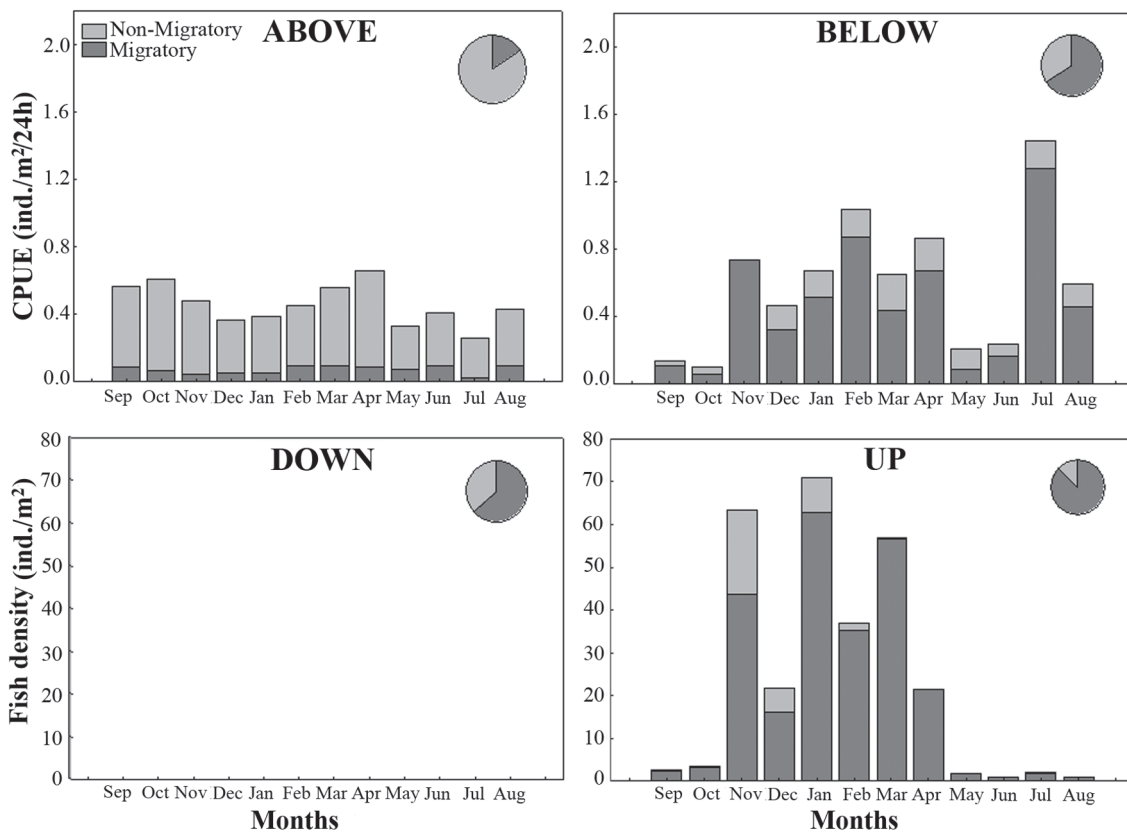 ABOVE
Non-Migratory
Migratory
CPUE (ind./m²/24h)
2.0
1.6
1.2
0.8
0.4
0.0
Sep Oct Nov Dec Jan Feb Mar Apr May Jun Jul Aug
BELOW
2.0
1.6
1.2
0.8
0.4
0.0
Sep Oct Nov Dec Jan Feb Mar Apr May Jun Jul Aug
DOWN
Fish density (ind./m²)
80
70
60
50
40
30
20
10
0
Sep Oct Nov Dec Jan Feb Mar Apr May Jun Jul Aug
Months
UP
80
70
60
50
40
30
20
10
0
Sep Oct Nov Dec Jan Feb Mar Apr May Jun Jul Aug
Months